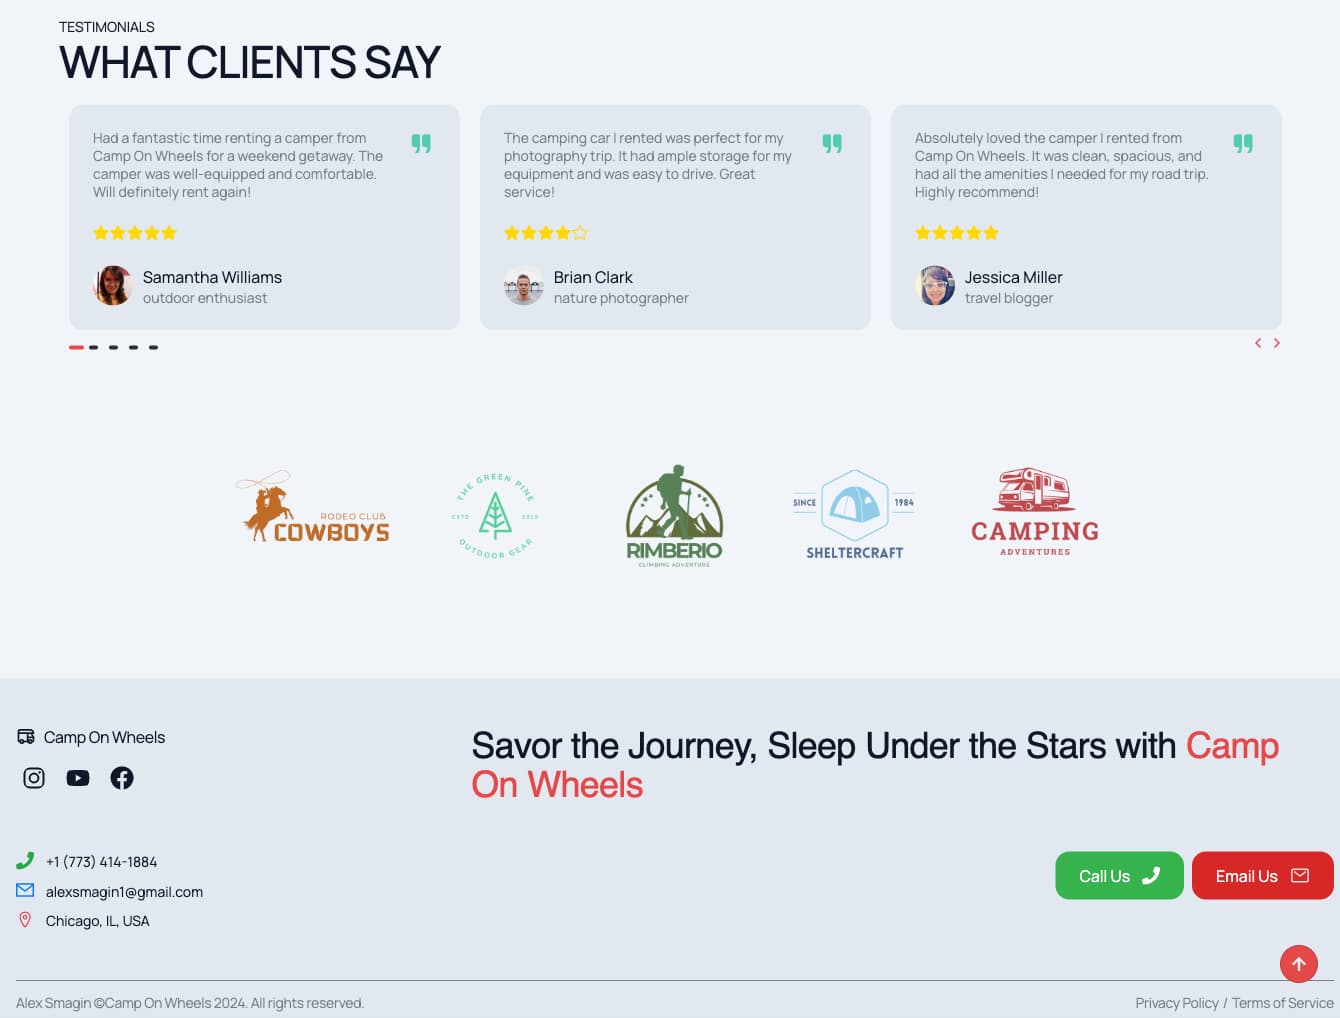 TESTIMONIALS
WHAT CLIENTS SAY
Had a fantastic time renting a camper from
Camp On Wheels for a weekend getaway. The
camper was well-equipped and comfortable.
Will definitely rent again!
Samantha Williams
outdoor enthusiast
The camping car I rented was perfect for my
photography trip. It had ample storage for my
equipment and was easy to drive. Great
service!
Brian Clark
nature photographer
Absolutely loved the camper I rented from
Camp On Wheels. It was clean, spacious, and
had all the amenities I needed for my road trip.
Highly recommend!
Jessica Miller
travel blogger
RODEO CLUB
COWBOYS
THE GREEN PINE
ESTD
OUTDOOR GEAR
RIMBERIO
CLIMBING ADVENTURE
SINCE 1984
SHELTERCRAFT
CAMPING
ADVENTURES
Camp On Wheels
Savor the Journey, Sleep Under the Stars with Camp
On Wheels
+1 (773) 414-1884
alexsmagin1@gmail.com
Chicago, IL, USA
Call Us
Email Us
Alex Smagin ©Camp On Wheels 2024. All rights reserved.
Privacy Policy / Terms of Service